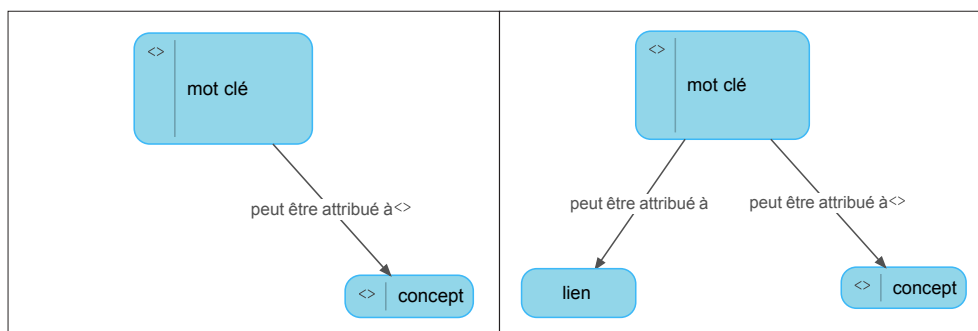 <>
mot clé
peut être attribué à<>
<> concept
<>
mot clé
peut être attribué à
peut être attribué à<>
lien
<> concept